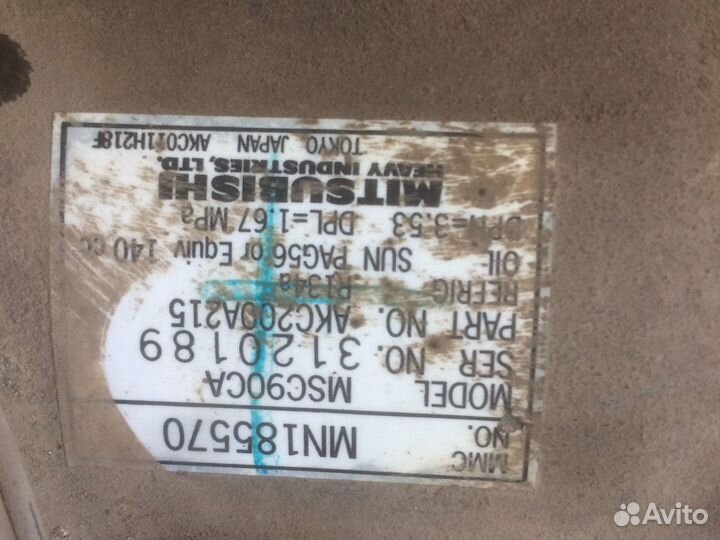 MMC NO. MN185570
MODEL MSC90CA
SER NO. 3120189
PART NO. AKC200A215
REFRIG R134a
OIL SUN PAG56 or Equiv 140 cc
DPH=3.53 DPL=1.67 MPa
MITSUBISHI
HEAVY INDUSTRIES, LTD.
TOKYO JAPAN AKC011H218F
Avito